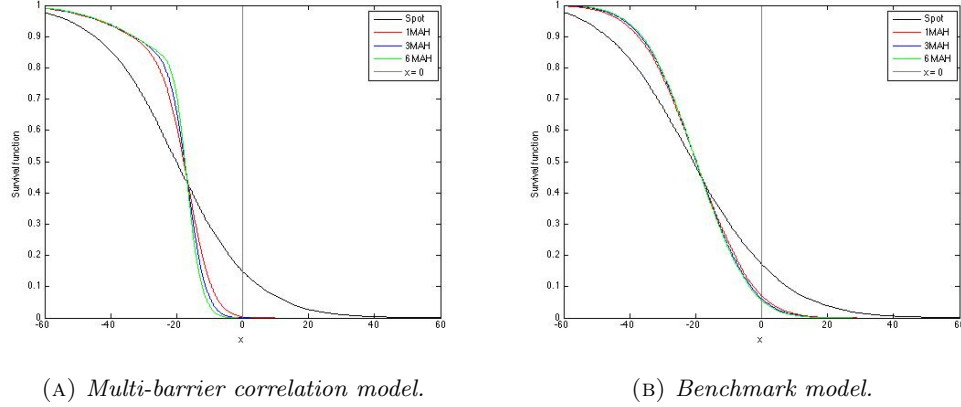 1
0.9
0.8
0.7
0.6
0.5
0.4
0.3
0.2
0.1
0
-60
-40
-20
0
20
40
60
x
Survival function
Spot
1MAH
3MAH
6MAH
x = 0
(A) Multi-barrier correlation model.
1
0.9
0.8
0.7
0.6
0.5
0.4
0.3
0.2
0.1
0
-60
-40
-20
0
20
40
60
x
Survival function
Spot
1MAH
3MAH
6MAH
x = 0
(B) Benchmark model.